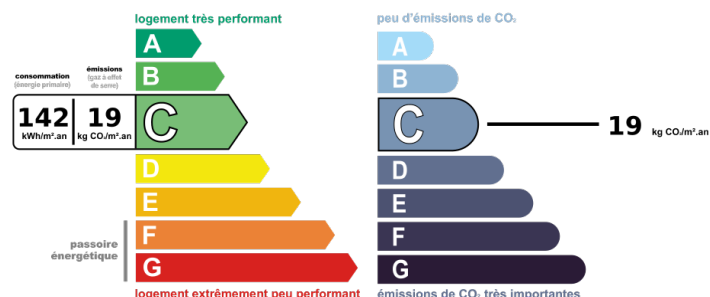 logement très performant
A
B
consommation
(énergie primaire)
émissions
(gaz à effet
de serre)
142
kWh/m².an
19
kg CO₂/m².an
C
D
E
F
G
passoire
énergétique
logement extrêmement peu performant
peu d'émissions de CO₂
A
B
C
19 kg CO₂/m².an
D
E
F
G
émissions de CO₂ très importantes